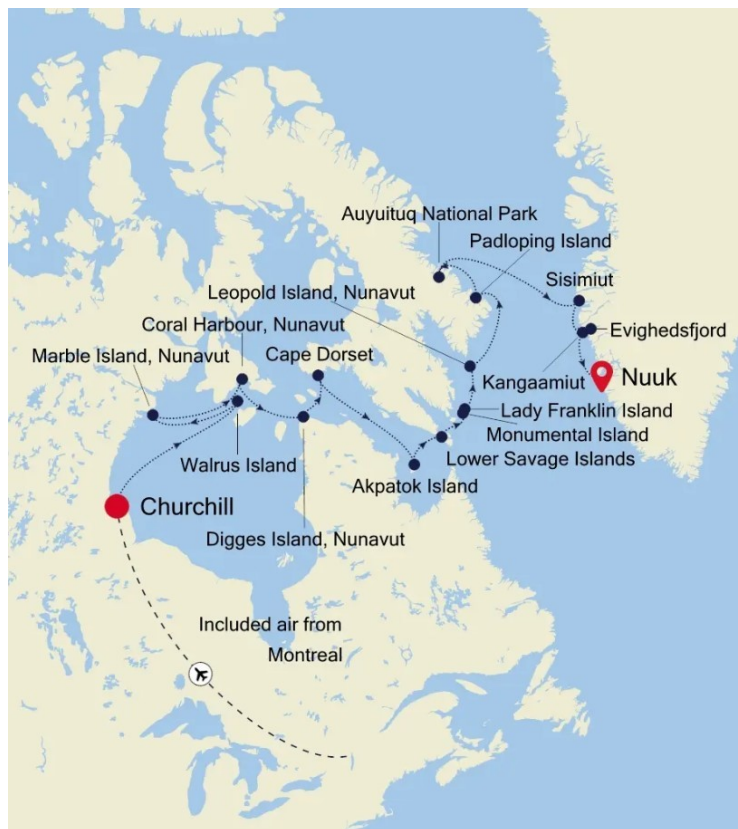 Auyuituq National Park
Padloping Island
Sisimiut
Leopold Island, Nunavut
Coral Harbour, Nunavut
Evighedsfjord
Marble Island, Nunavut
Cape Dorset
Kangaamiut
Nuuk
Lady Franklin Island
Monumental Island
Walrus Island
Lower Savage Islands
Akpatok Island
Churchill
Digges Island, Nunavut
Included air from
Montreal